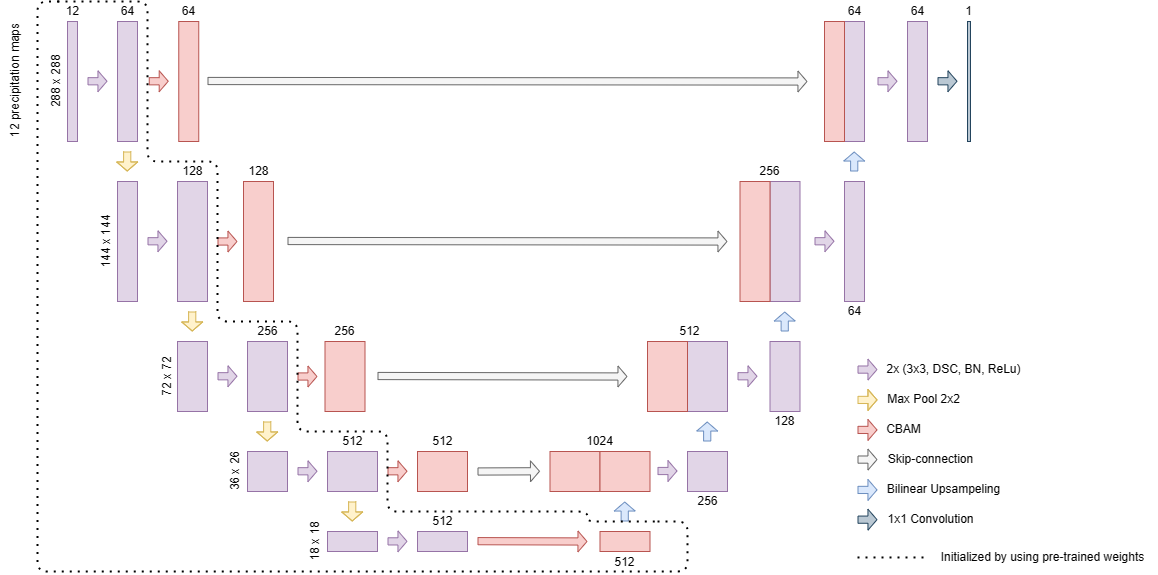 12
64
64
64
64
1
12 precipitation maps
288 x 288
128
128
256
144 x 144
64
256
256
512
72 x 72
128
512
512
1024
36 x 26
256
512
18 x 18
512
2x (3x3, DSC, BN, ReLu)
Max Pool 2x2
CBAM
Skip-connection
Bilinear Upsampeling
1x1 Convolution
Initialized by using pre-trained weights